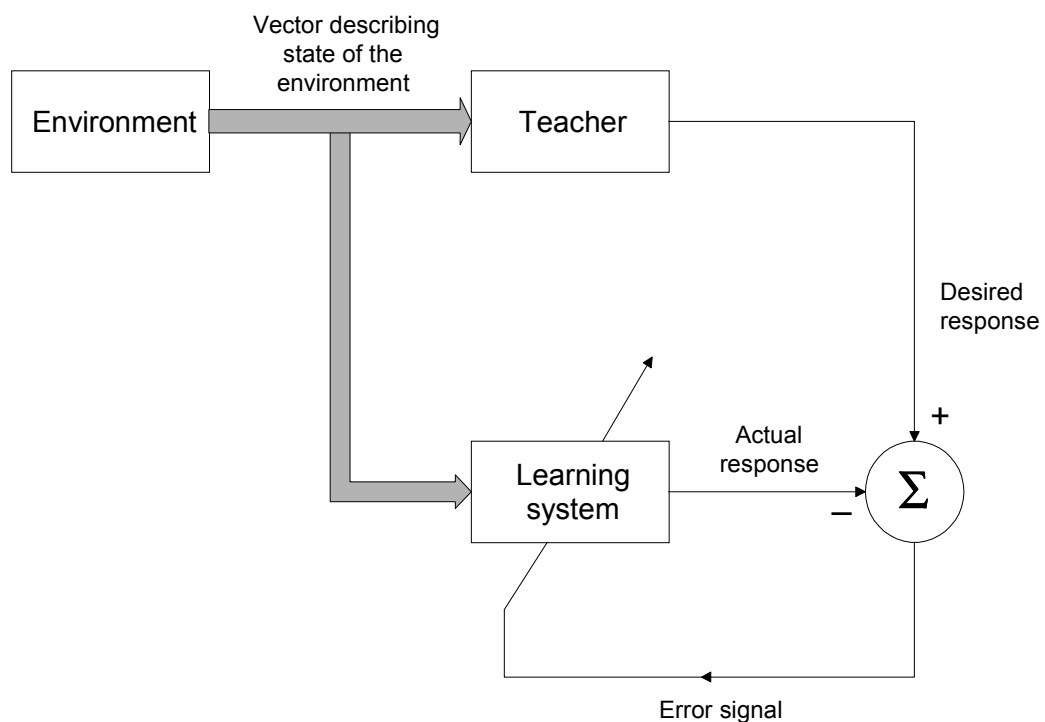 Vector describing
state of the
environment
Environment
Teacher
Desired
response
+
Actual
response
Learning
system
−
Σ
Error signal